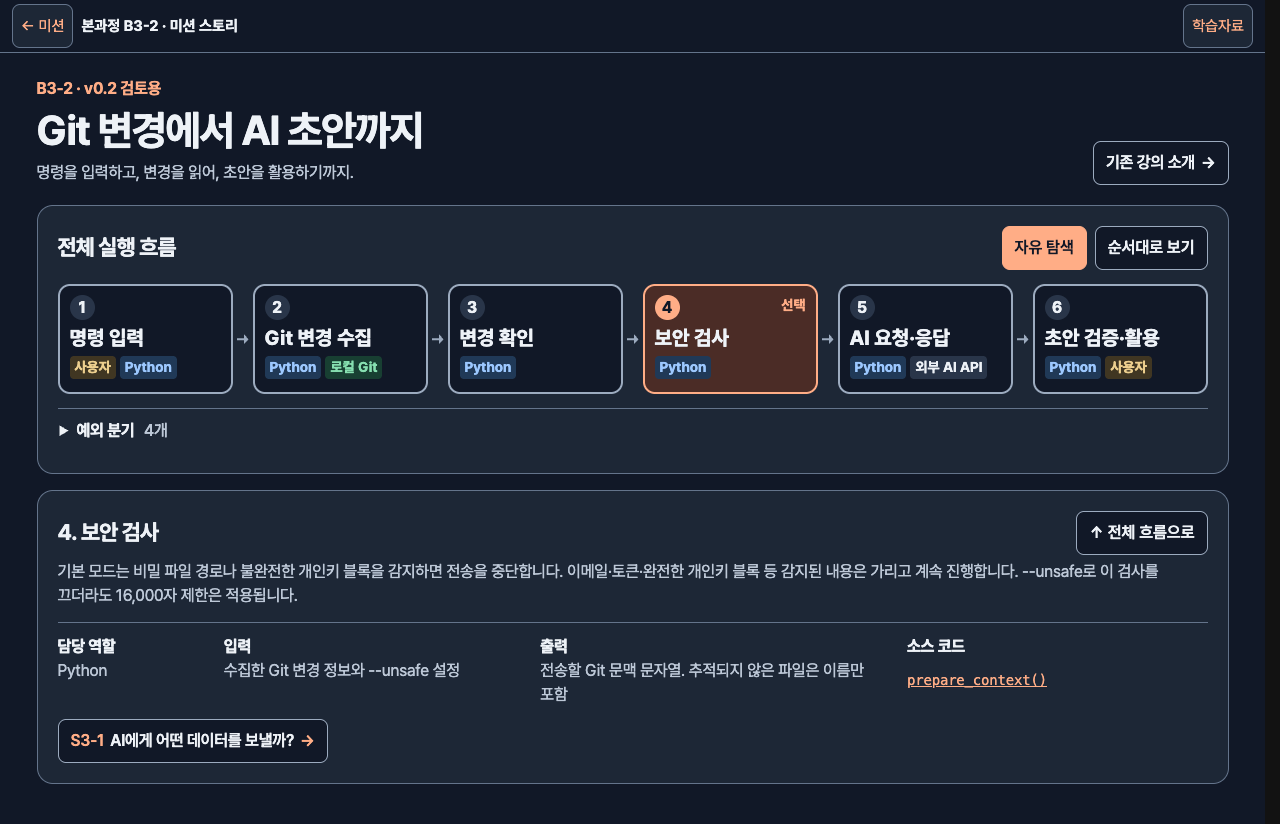 ← 미션
본과정 B3-2 · 미션 스토리
학습자료
B3-2 · v0.2 검토용
Git 변경에서 AI 초안까지
명령을 입력하고, 변경을 읽어, 초안을 활용하기까지.
기존 강의 소개 →
전체 실행 흐름
자유 탐색
순서대로 보기
1
명령 입력
사용자 Python
→
2
Git 변경 수집
Python 로컬 Git
→
3
변경 확인
Python
→
4 선택
보안 검사
Python
→
5
AI 요청·응답
Python 외부 AI API
→
6
초안 검증·활용
Python 사용자
▶ 예외 분기 4개
4. 보안 검사
↑ 전체 흐름으로
기본 모드는 비밀 파일 경로나 불완전한 개인키 블록을 감지하면 전송을 중단합니다. 이메일·토큰·완전한 개인키 블록 등 감지된 내용은 가리고 계속 진행합니다. --unsafe로 이 검사를
끄더라도 16,000자 제한은 적용됩니다.
담당 역할
Python
입력
수집한 Git 변경 정보와 --unsafe 설정
출력
전송할 Git 문맥 문자열. 추적되지 않은 파일은 이름만
포함
소스 코드
prepare_context()
S3-1 AI에게 어떤 데이터를 보낼까? →